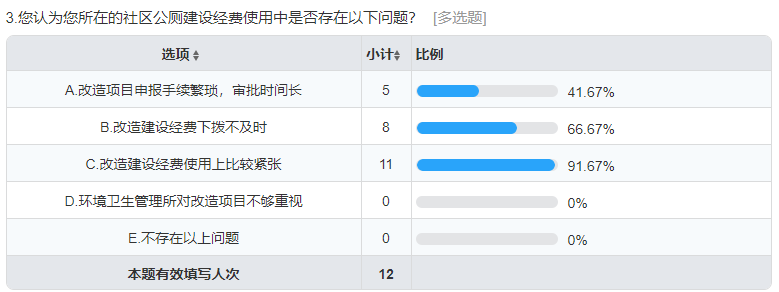 3.您认为您所在的社区公厕建设经费使用中是否存在以下问题？ [多选题]
选项 小计 比例
A.改造项目申报手续繁琐，审批时间长 5 41.67%
B.改造建设经费下拨不及时 8 66.67%
C.改造建设经费使用上比较紧张 11 91.67%
D.环境卫生管理所对改造项目不够重视 0 0%
E.不存在以上问题 0 0%
本题有效填写人次 12